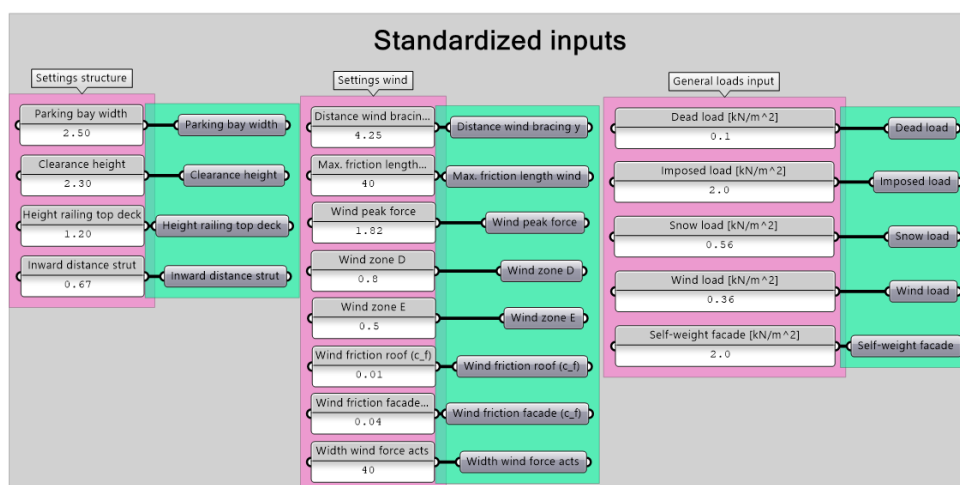 Standardized inputs
Settings structure
Parking bay width
2.50
Parking bay width
Clearance height
2.30
Clearance height
Height railing top deck
1.20
Height railing top deck
Inward distance strut
0.67
Inward distance strut
Settings wind
Distance wind bracin...
4.25
Distance wind bracing y
Max. friction length...
40
Max. friction length wind
Wind peak force
1.82
Wind peak force
Wind zone D
0.8
Wind zone D
Wind zone E
0.5
Wind zone E
Wind friction roof (c_f)
0.01
Wind friction roof (c_f)
Wind friction facade...
0.04
Wind friction facade (c_f)
Width wind force acts
40
Width wind force acts
General loads input
Dead load [kN/m^2]
0.1
Dead load
Imposed load [kN/m^2]
2.0
Imposed load
Snow load [kN/m^2]
0.56
Snow load
Wind load [kN/m^2]
0.36
Wind load
Self-weight facade [kN/m^2]
2.0
Self-weight facade